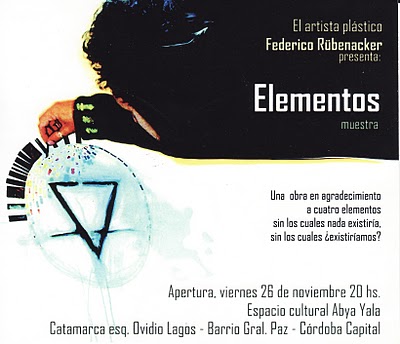 El artista plástico
Federico Rübenacker
presenta:
Elementos
muestra
Una obra en agradecimiento
a cuatro elementos
sin los cuales nada existiría,
sin los cuales ¿existiríamos?
Apertura, viernes 26 de noviembre 20 hs.
Espacio cultural Abya Yala
Catamarca esq. Ovidio Lagos - Barrio Gral. Paz - Córdoba Capital